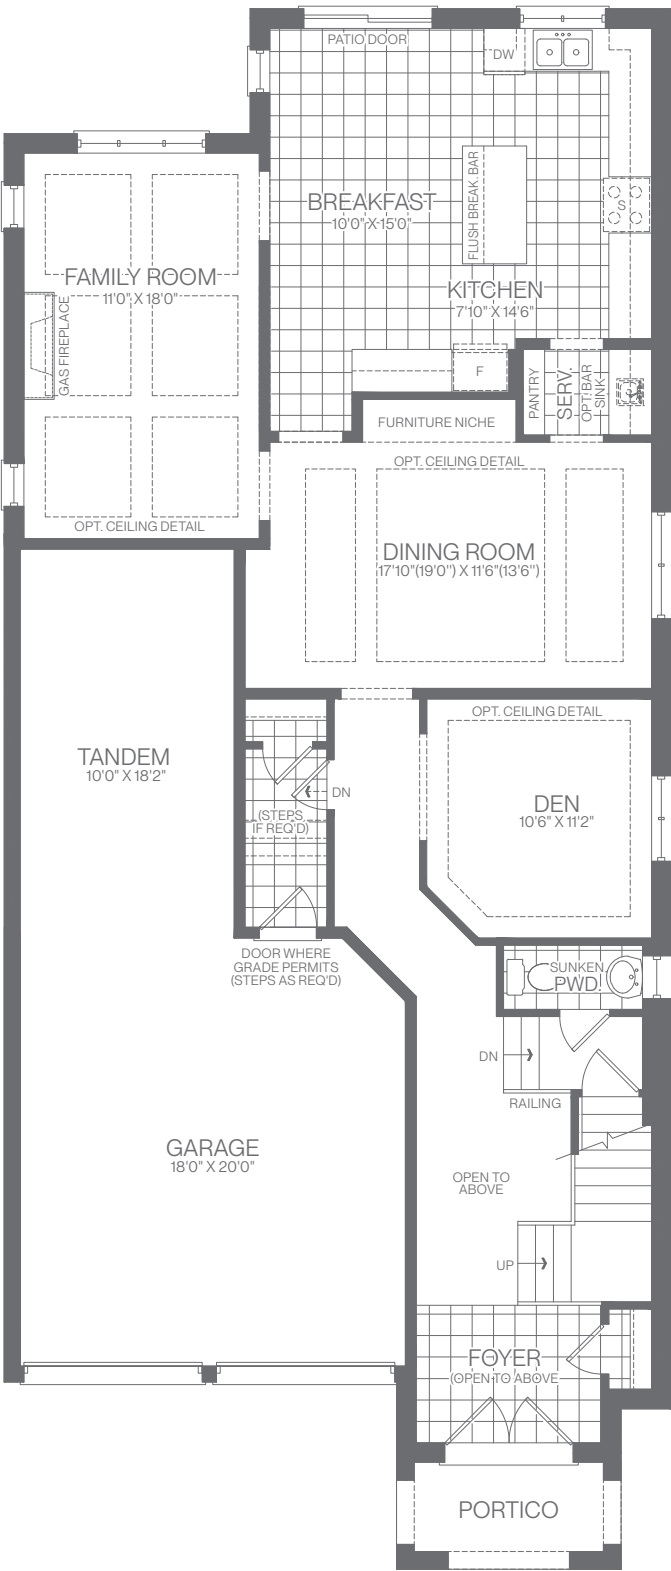 PATIO DOOR
DW
BREAKFAST
10'0" X 15'0"
FLUSH BREAK. BAR
S
KITCHEN
7'10" X 14'6"
FAMILY ROOM
11'0" X 18'0"
GAS FIREPLACE
OPT. CEILING DETAIL
F
PANTRY
SERV.
OPT. BAR
SINK
FURNITURE NICHE
OPT. CEILING DETAIL
DINING ROOM
17'10"(19'0") X 11'6"(13'6")
TANDEM
10'0" X 18'2"
DN
(STEPS
IF REQ'D)
OPT. CEILING DETAIL
DEN
10'6" X 11'2"
DOOR WHERE
GRADE PERMITS
(STEPS AS REQ'D)
SUNKEN
PWD.
DN
RAILING
GARAGE
18'0" X 20'0"
OPEN TO
ABOVE
UP
FOYER
(OPEN TO ABOVE
PORTICO